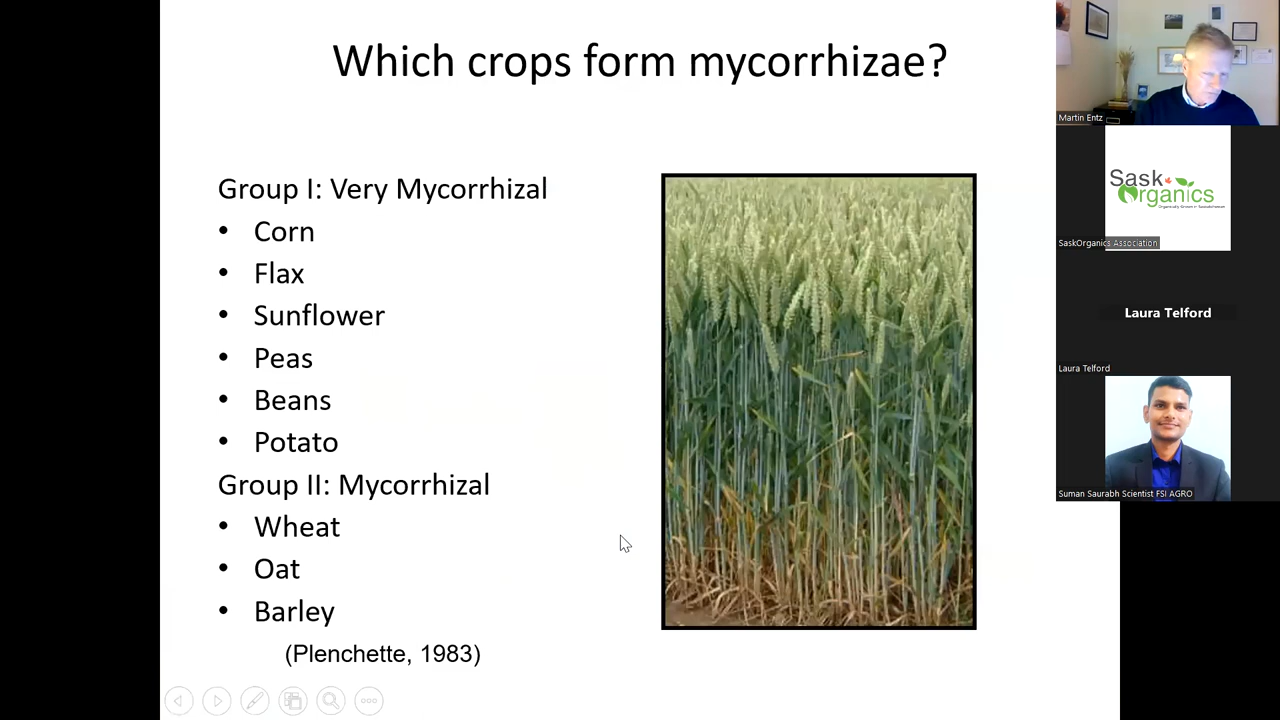 Which crops form mycorrhizae?
Group I: Very Mycorrhizal
• Corn
• Flax
• Sunflower
• Peas
• Beans
• Potato
Group II: Mycorrhizal
• Wheat
• Oat
• Barley
(Plenchette, 1983)
Martin Entz
Sask
Organics
SaskOrganics Association
Laura Telford
Laura Telford
Suman Saurabh Scientist FSI AGRO